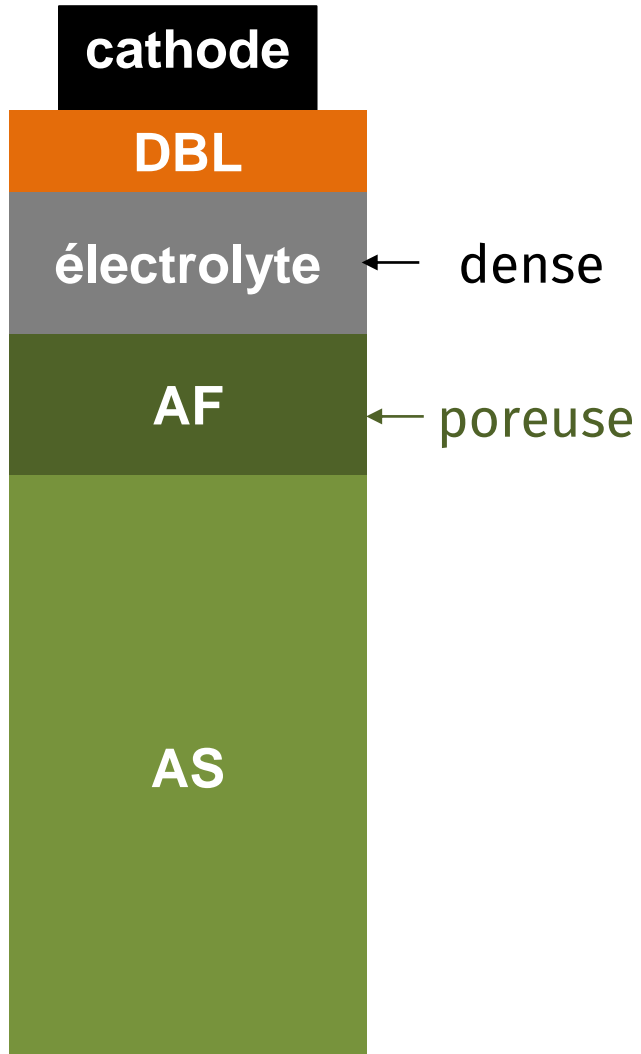 cathode
DBL
électrolyte
dense
AF
poreuse
AS